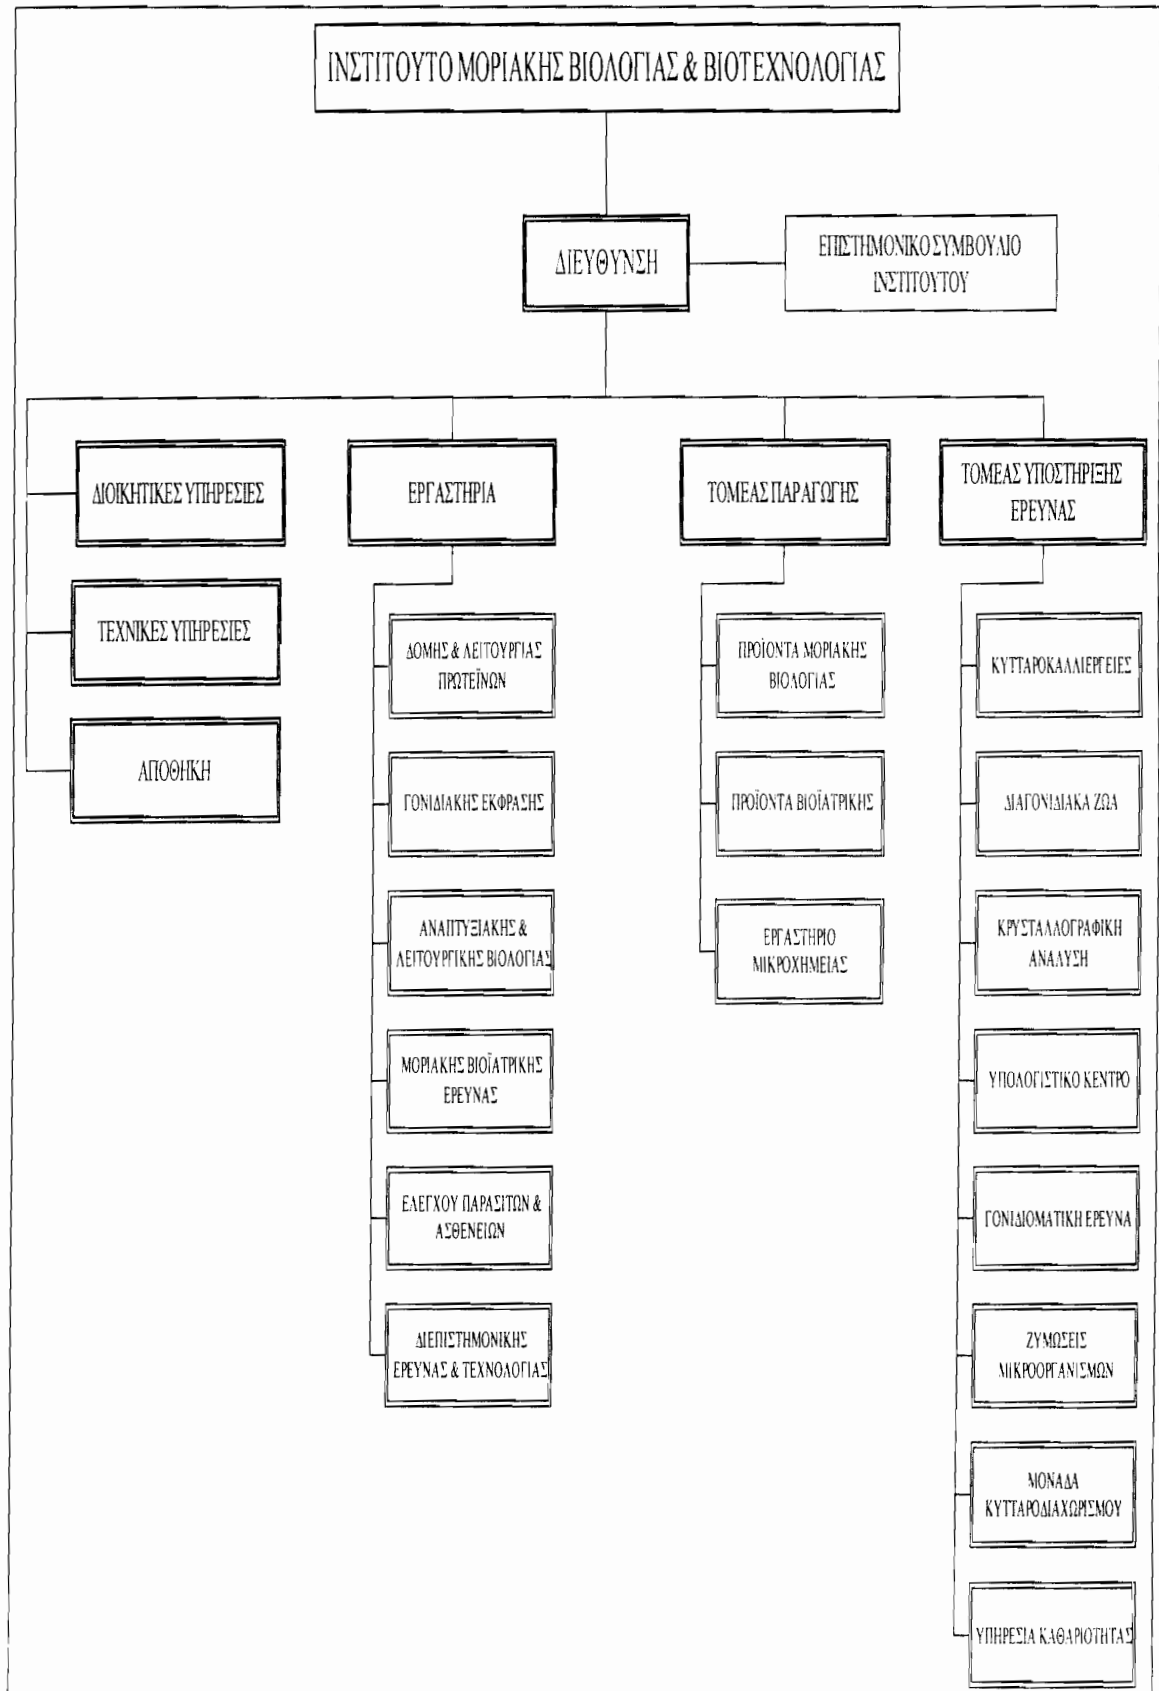 ΙΝΣΤΙΤΟΥΤΟ ΜΟΡΙΑΚΗΣ ΒΙΟΛΟΓΙΑΣ & ΒΙΟΤΕΧΝΟΛΟΓΙΑΣ
ΔΙΕΥΘΥΝΣΗ
ΕΠΙΣΤΗΜΟΝΙΚΟ ΣΥΜΒΟΥΛΙΟ
ΙΝΣΤΙΤΟΥΤΟΥ
ΔΙΟΙΚΗΤΙΚΕΣ ΥΠΗΡΕΣΙΕΣ
ΤΕΧΝΙΚΕΣ ΥΠΗΡΕΣΙΕΣ
ΑΠΟΘΗΚΗ
ΕΡΓΑΣΤΗΡΙΑ
ΔΟΜΗΣ & ΛΕΙΤΟΥΡΓΙΑΣ
ΠΡΩΤΕΪΝΩΝ
ΓΟΝΙΔΙΑΚΗΣ ΕΚΦΡΑΣΗΣ
ΑΝΑΠΤΥΞΙΑΚΗΣ &
ΛΕΙΤΟΥΡΓΙΚΗΣ ΒΙΟΛΟΓΙΑΣ
ΜΟΡΙΑΚΗΣ ΒΙΟΪΑΤΡΙΚΗΣ
ΕΡΕΥΝΑΣ
ΕΛΕΓΧΟΥ ΠΑΡΑΣΙΤΩΝ &
ΑΣΘΕΝΕΙΩΝ
ΔΙΕΠΙΣΤΗΜΟΝΙΚΗΣ
ΕΡΕΥΝΑΣ & ΤΕΧΝΟΛΟΓΙΑΣ
ΤΟΜΕΑΣ ΠΑΡΑΓΩΓΗΣ
ΠΡΟΪΟΝΤΑ ΜΟΡΙΑΚΗΣ
ΒΙΟΛΟΓΙΑΣ
ΠΡΟΪΟΝΤΑ ΒΙΟΪΑΤΡΙΚΗΣ
ΕΡΓΑΣΤΗΡΙΟ
ΜΙΚΡΟΧΗΜΕΙΑΣ
ΤΟΜΕΑΣ ΥΠΟΣΤΗΡΙΞΗΣ
ΕΡΕΥΝΑΣ
ΚΥΤΤΑΡΟΚΑΛΛΙΕΡΓΕΙΕΣ
ΔΙΑΓΟΝΙΔΙΑΚΑ ΖΩΑ
ΚΡΥΣΤΑΛΛΟΓΡΑΦΙΚΗ
ΑΝΑΛΥΣΗ
ΥΠΟΛΟΓΙΣΤΙΚΟ ΚΕΝΤΡΟ
ΓΟΝΙΔΙΟΜΑΤΙΚΗ ΕΡΕΥΝΑ
ΖΥΜΩΣΕΙΣ
ΜΙΚΡΟΟΡΓΑΝΙΣΜΩΝ
ΜΟΝΑΔΑ
ΚΥΤΤΑΡΟΔΙΑΧΩΡΙΣΜΟΥ
ΥΠΗΡΕΣΙΑ ΚΑΘΑΡΙΟΤΗΤΑΣ